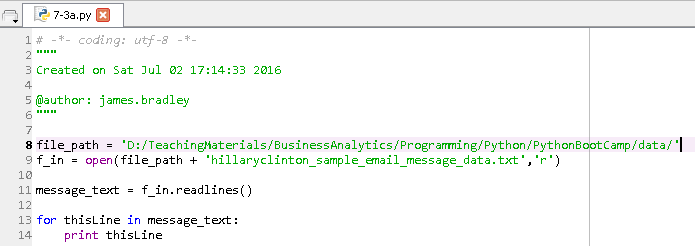 7-3a.py
1 # -*- coding: utf-8 -*-
2 """
3 Created on Sat Jul 02 17:14:33 2016
4
5 @author: james.bradley
6 """
7
8 file_path = 'D:/TeachingMaterials/BusinessAnalytics/Programming/Python/PythonBootCamp/data/'
9 f_in = open(file_path + 'hillaryclinton_sample_email_message_data.txt','r')
10
11 message_text = f_in.readlines()
12
13 for thisLine in message_text:
14     print thisLine